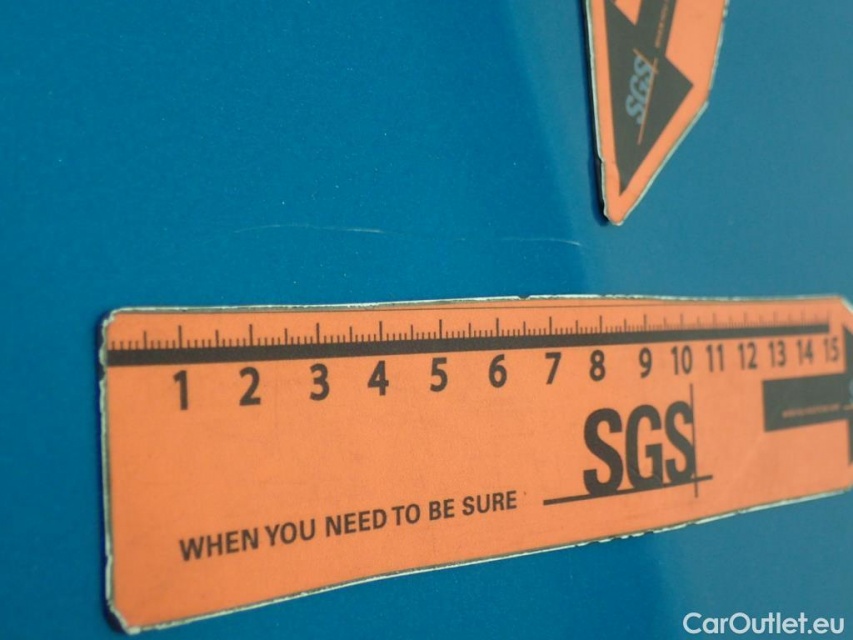 SGS
1 2 3 4 5 6 7 8 9 10 11 12 13 14 15
SGS
WHEN YOU NEED TO BE SURE
CarOutlet.eu